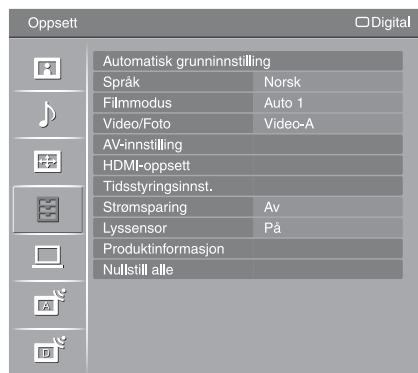 Oppsett Digital
Automatisk grunninnstilling
Språk Norsk
Filmmodus Auto 1
Video/Foto Video-A
AV-innstilling
HDMI-oppsett
Tidsstyringsinnst.
Strømsparing Av
Lyssensor På
Produktinformasjon
Nullstill alle
A
D